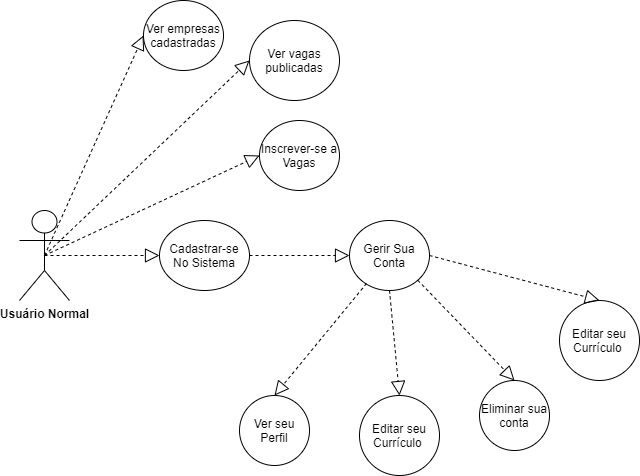 Ver empresas
cadastradas
Ver vagas
publicadas
Inscrever-se a
Vagas
Cadastrar-se
No Sistema
Gerir Sua
Conta
Usuário Normal
Editar seu
Currículo
Ver seu
Perfil
Editar seu
Currículo
Eliminar sua
conta